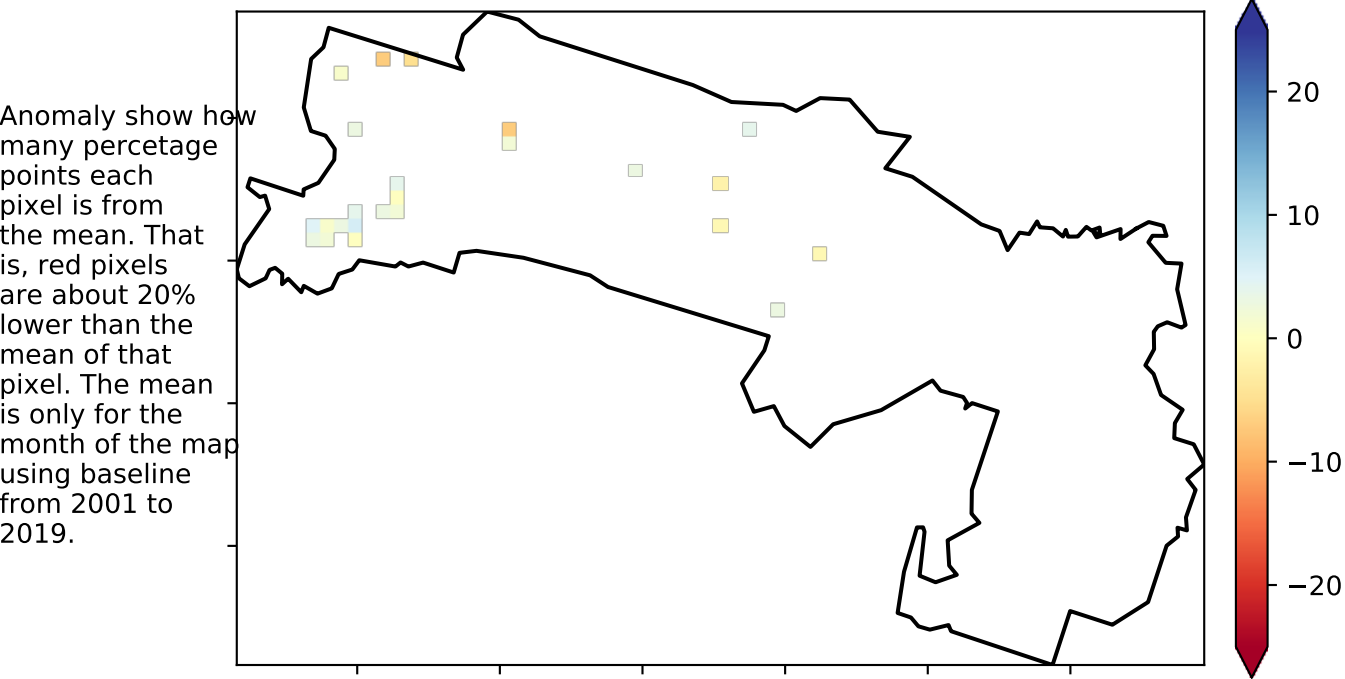 Anomaly show how
many percetage
points each
pixel is from
the mean. That
is, red pixels
are about 20%
lower than the
mean of that
pixel. The mean
is only for the
month of the map
using baseline
from 2001 to
2019.
20
10
0
−10
−20